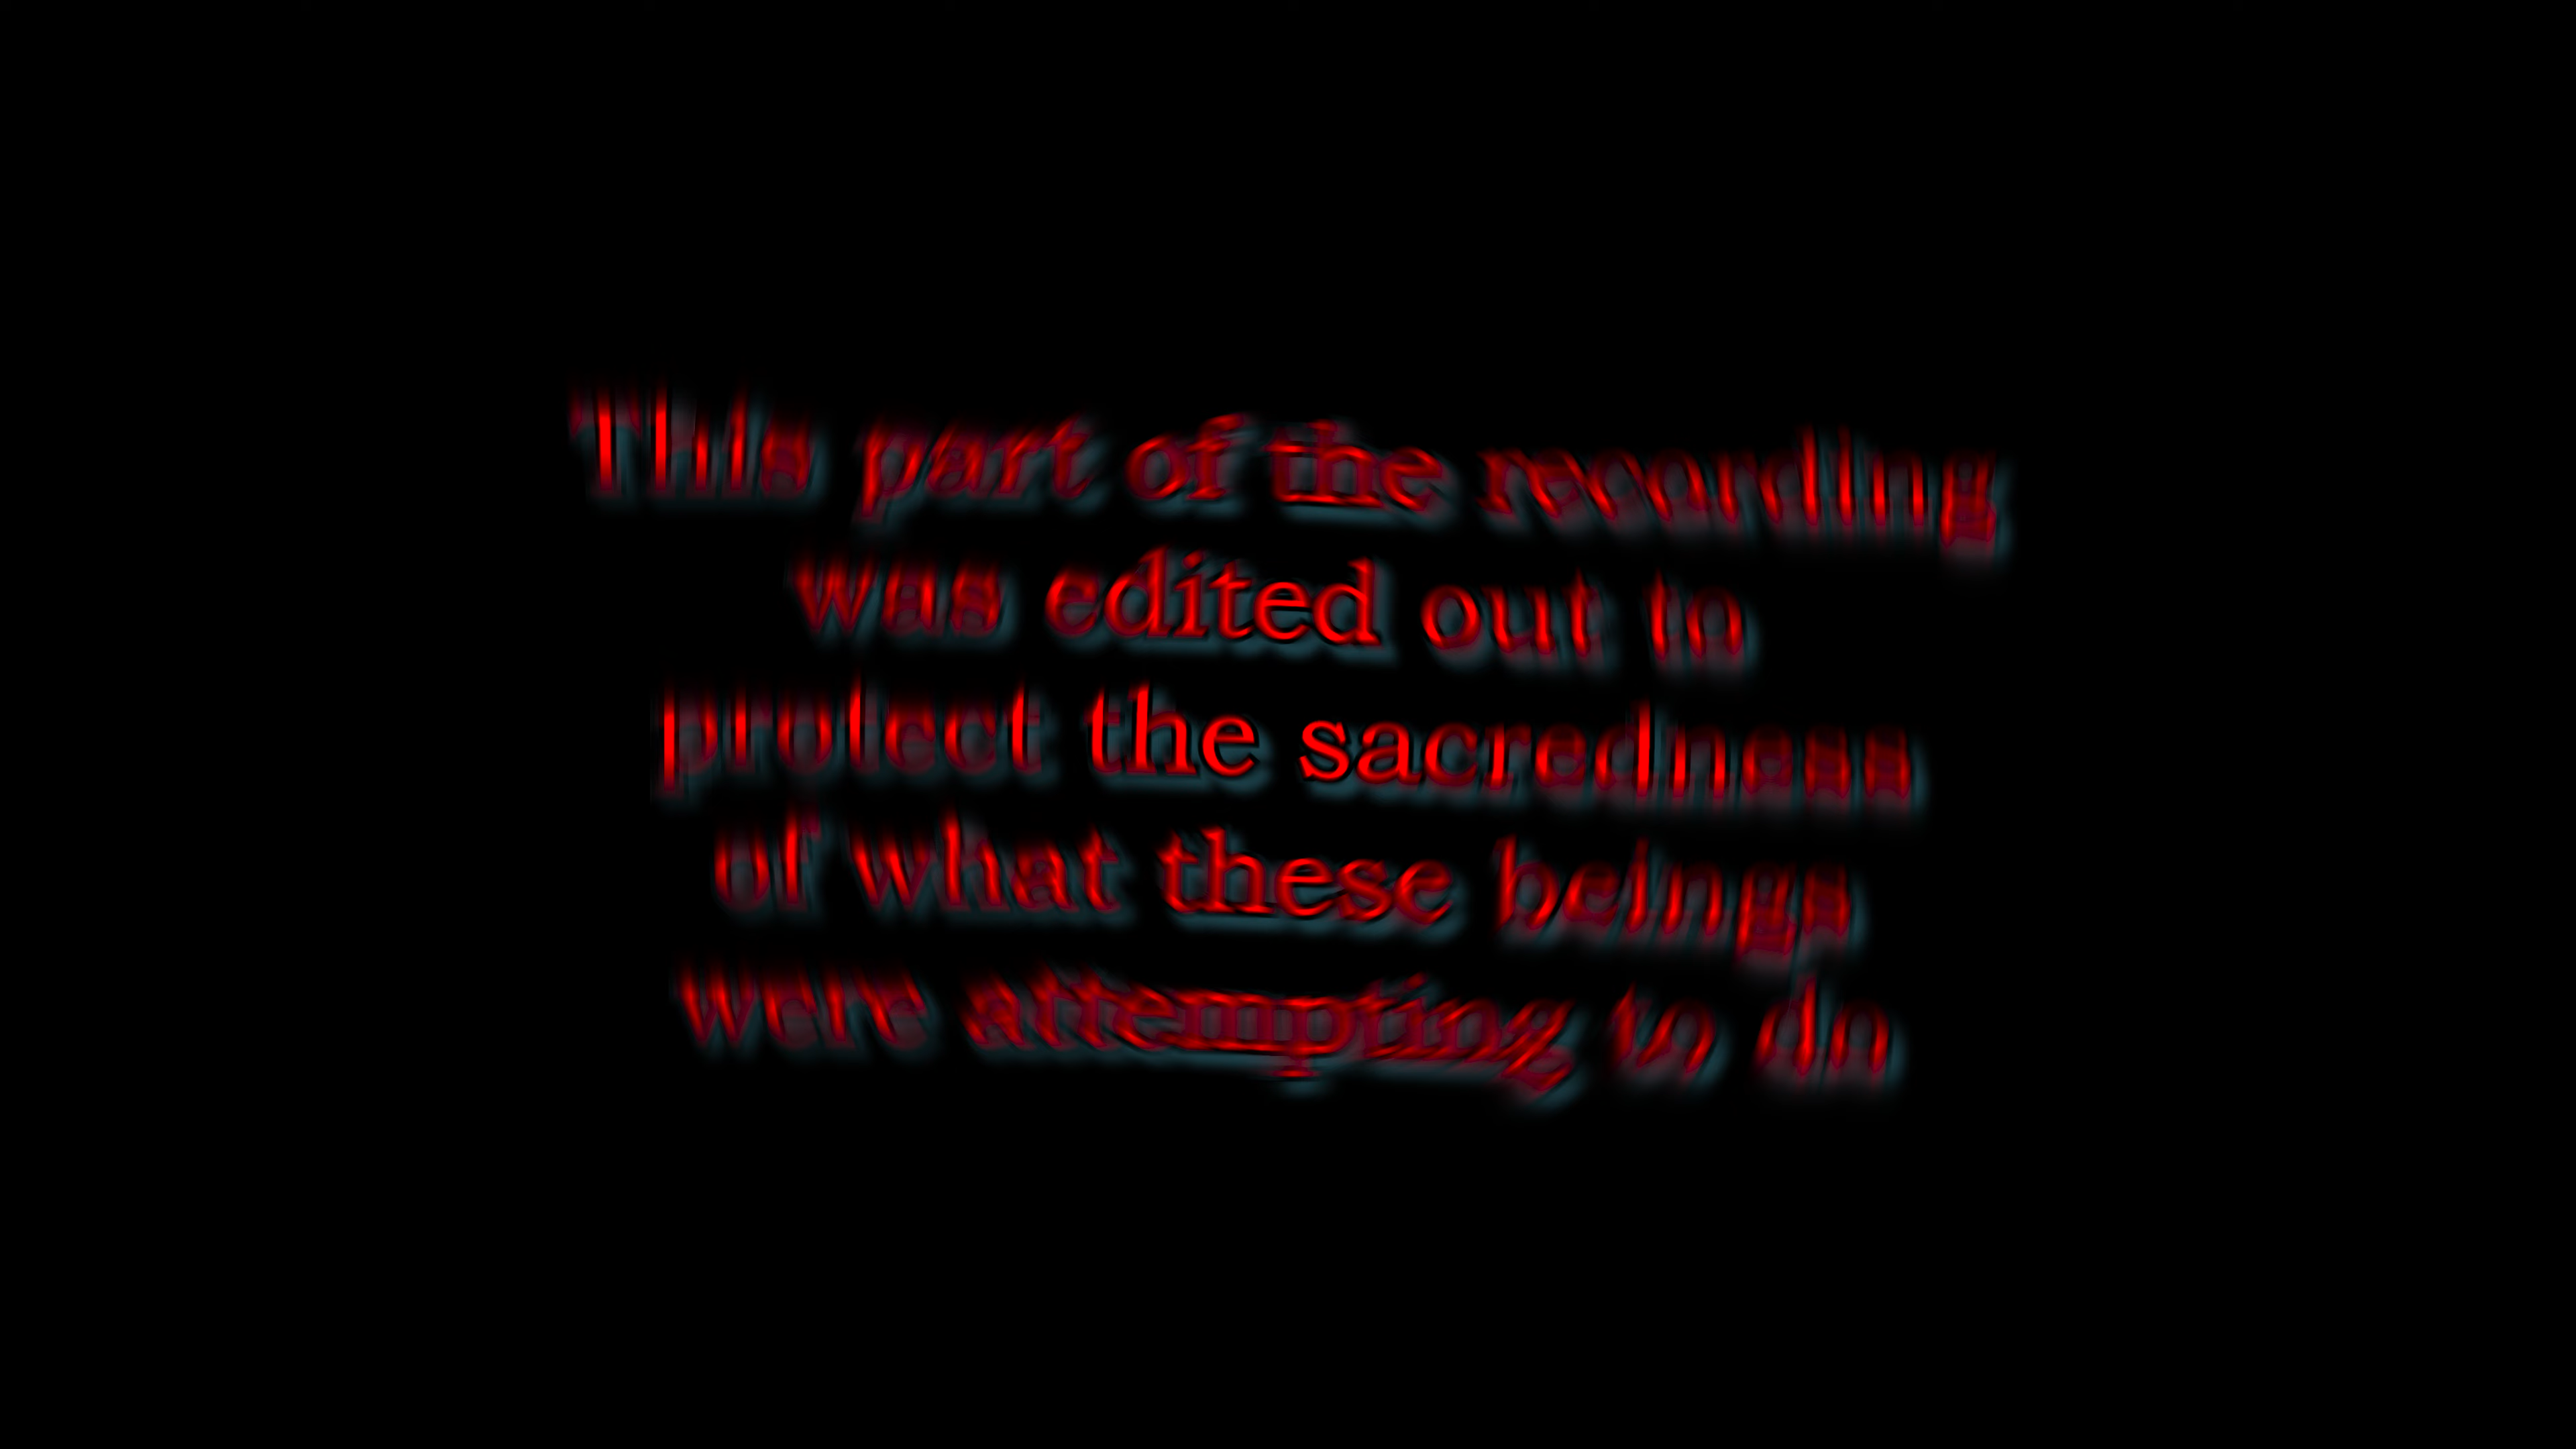 This part of the recording
was edited out to
protect the sacredness
of what these beings
were attempting to do